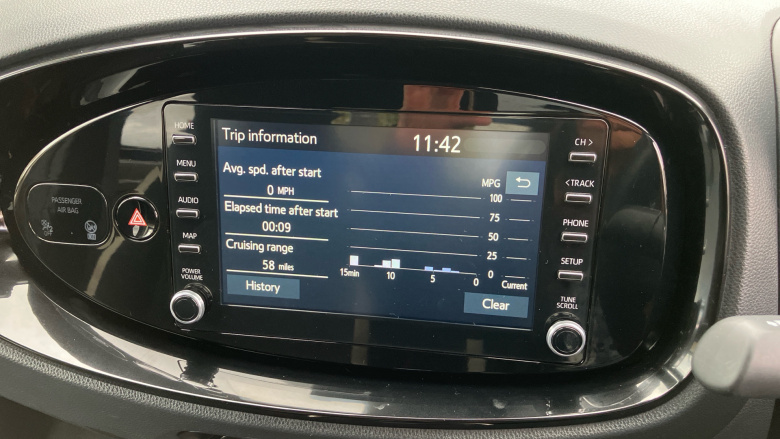 HOME
MENU
AUDIO
MAP
POWER
VOLUME
PASSENGER
AIR BAG
Trip information
11:42
Avg. spd. after start
0 MPH
Elapsed time after start
00:09
Cruising range
58 miles
History
MPG
100
75
50
25
0
15min 10 5 0 Current
Clear
CH >
< TRACK
PHONE
SETUP
TUNE
SCROLL